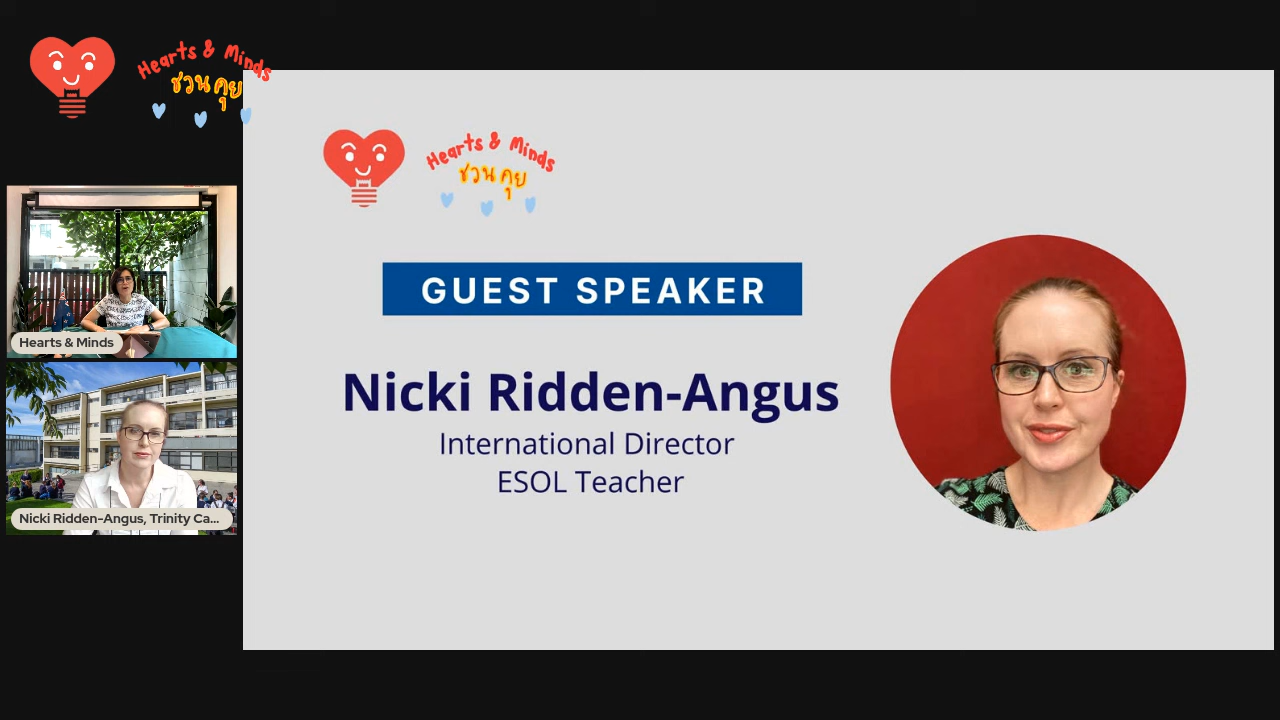 Hearts & Minds
ชวนคุย
Hearts & Minds
ชวนคุย
GUEST SPEAKER
Nicki Ridden-Angus
International Director
ESOL Teacher
Hearts & Minds
Nicki Ridden-Angus, Trinity Ca...